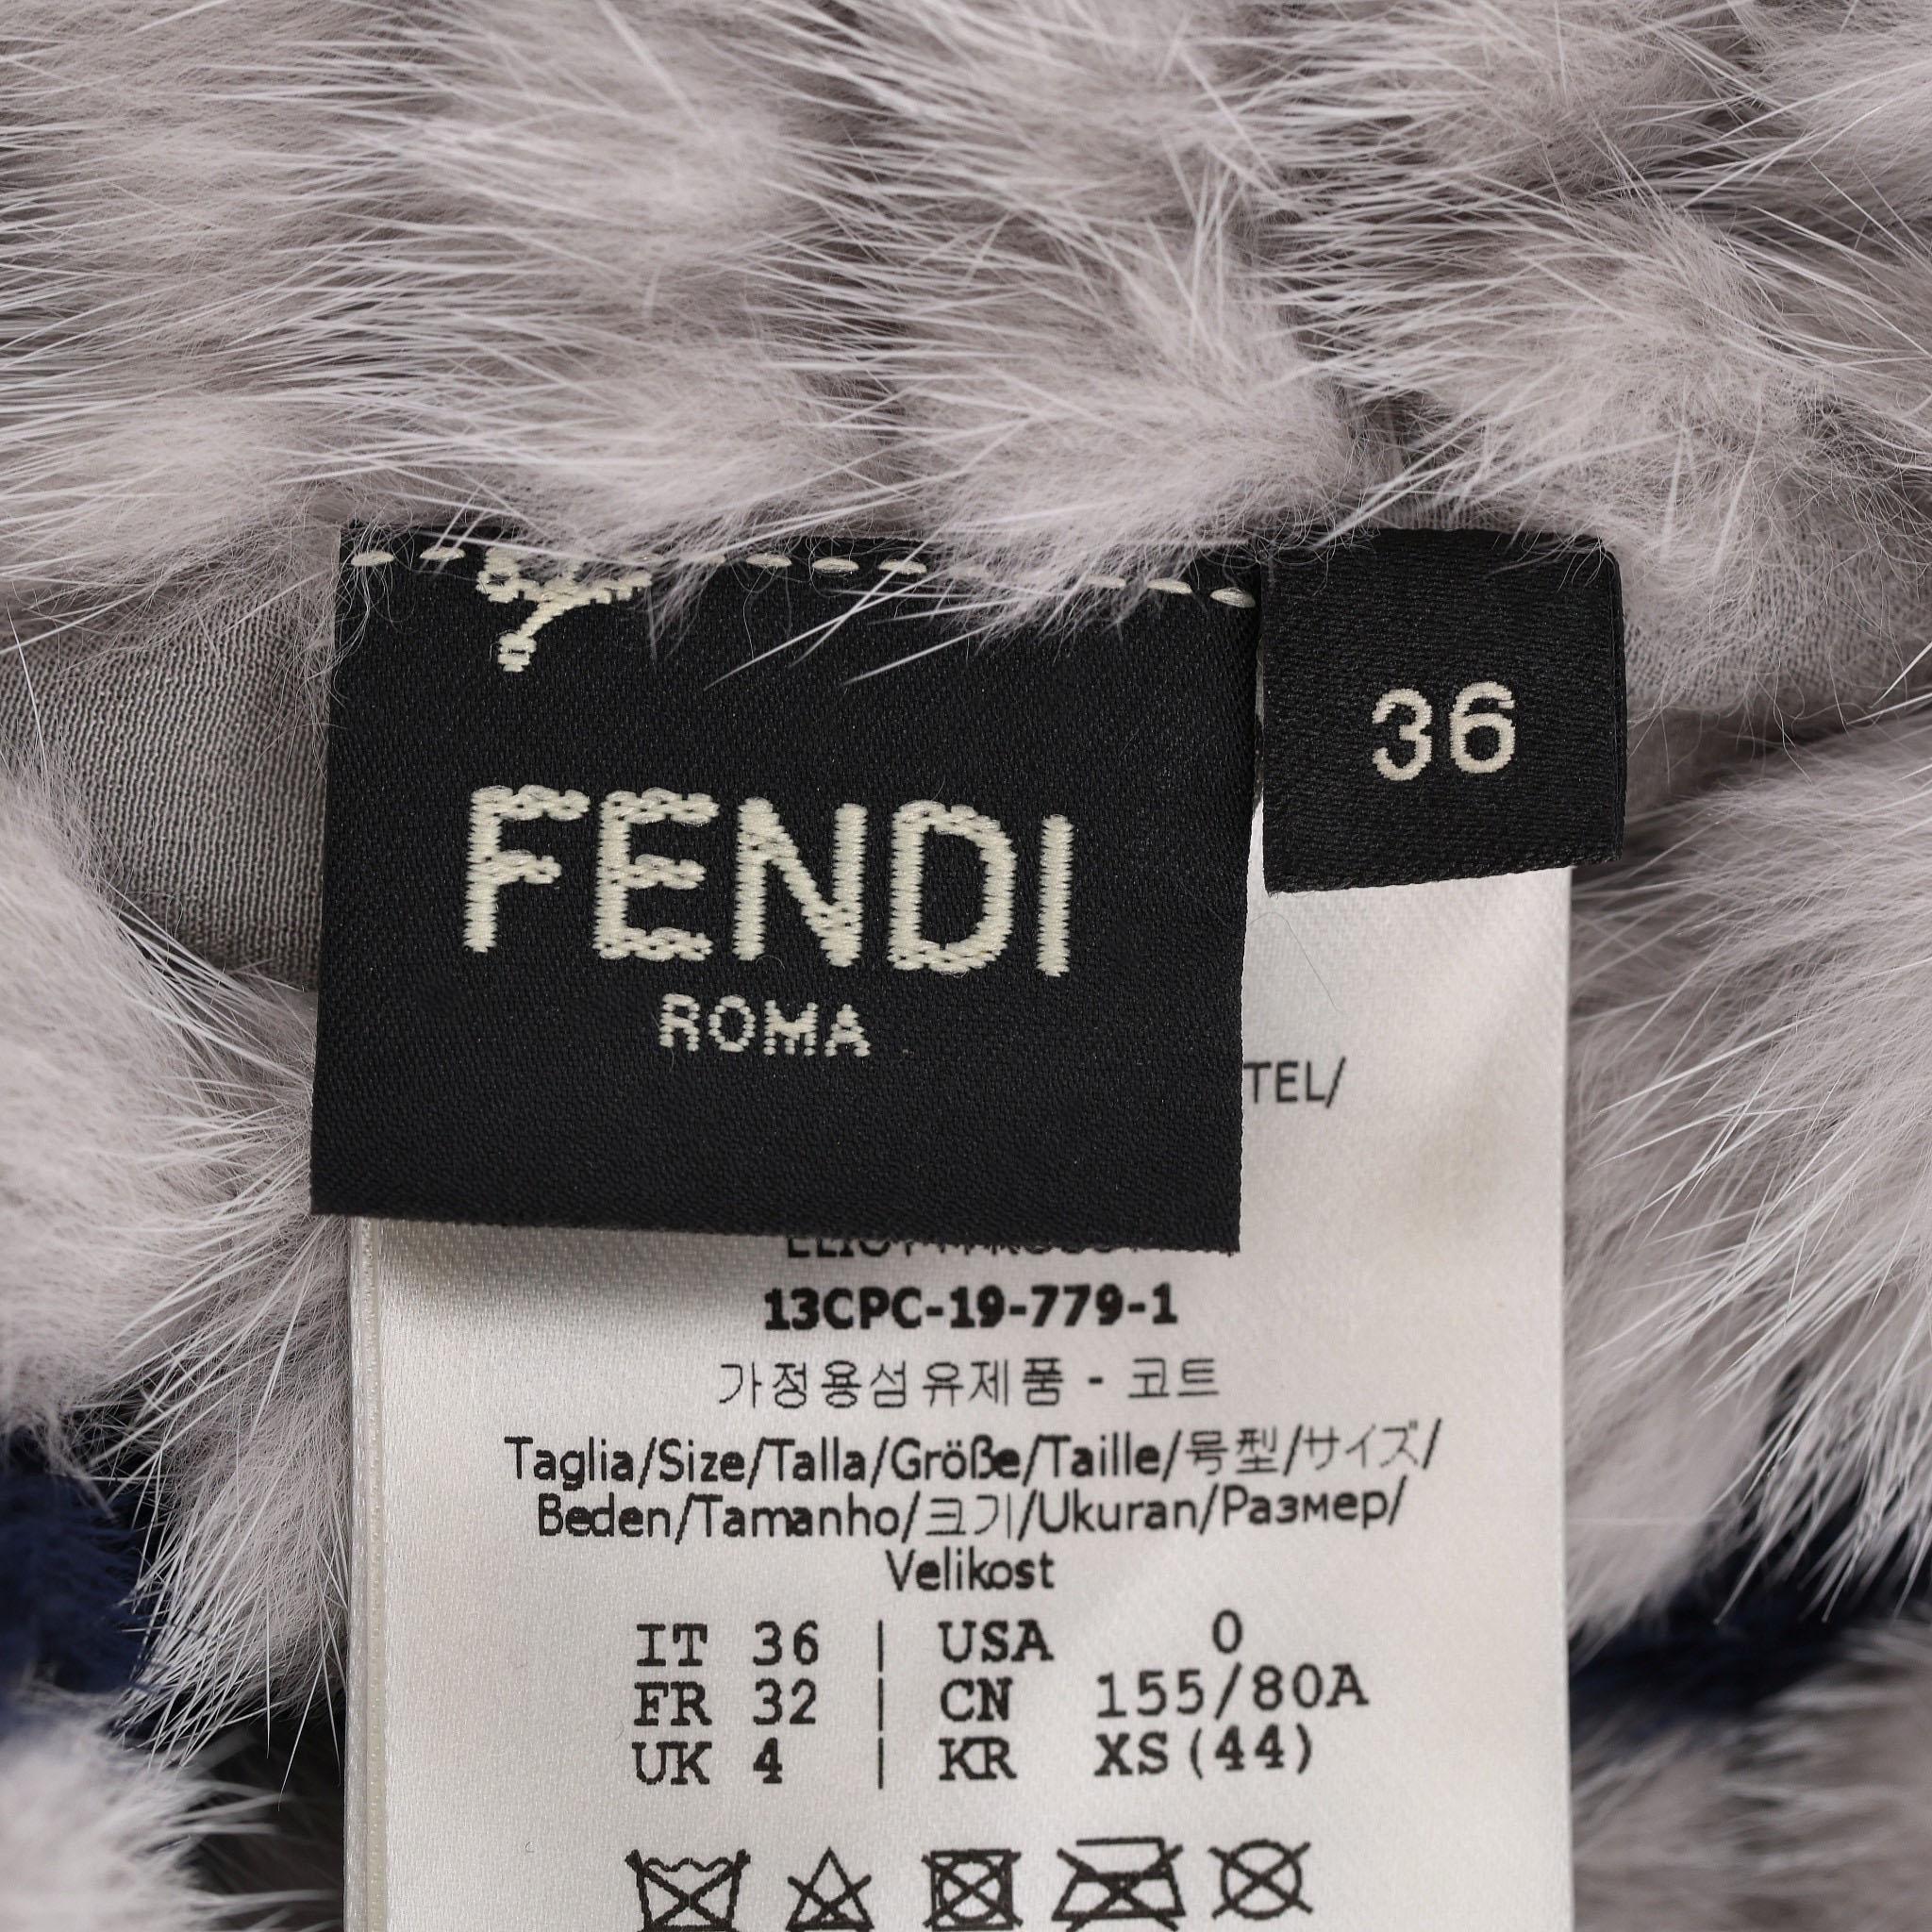 FENDI
ROMA
36
TEL/
13CPC-19-779-1
가정용섬유제품 - 코트
Taglia/Size/Talla/Größe/Taille/号型/サイズ/
Beden/Tamanho/크기/Ukuran/Размер/
Velikost
IT 36 | USA 0
FR 32 | CN 155/80A
UK 4 | KR XS(44)